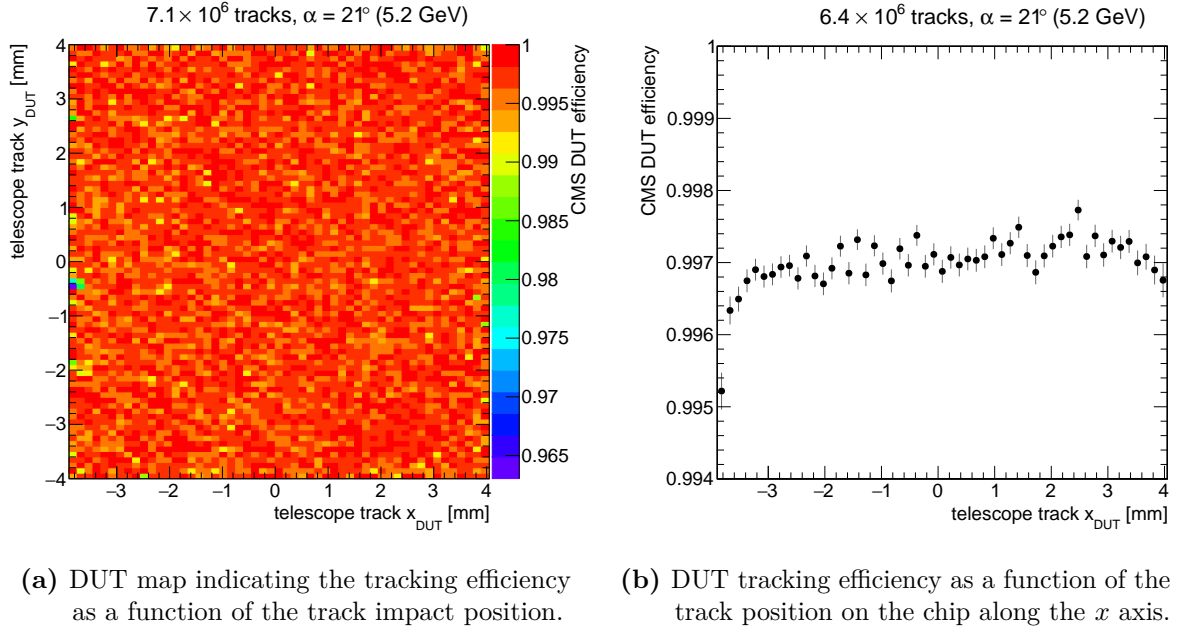 7.1 × 10⁶ tracks, α = 21° (5.2 GeV)
telescope track y_DUT [mm]
4
3
2
1
0
−1
−2
−3
−4
−3 −2 −1 0 1 2 3 4
telescope track x_DUT [mm]
1
0.995
0.99
0.985
0.98
0.975
0.97
0.965
CMS DUT efficiency
(a) DUT map indicating the tracking efficiency
as a function of the track impact position.
6.4 × 10⁶ tracks, α = 21° (5.2 GeV)
CMS DUT efficiency
1
0.999
0.998
0.997
0.996
0.995
0.994
−3 −2 −1 0 1 2 3 4
telescope track x_DUT [mm]
(b) DUT tracking efficiency as a function of the
track position on the chip along the x axis.